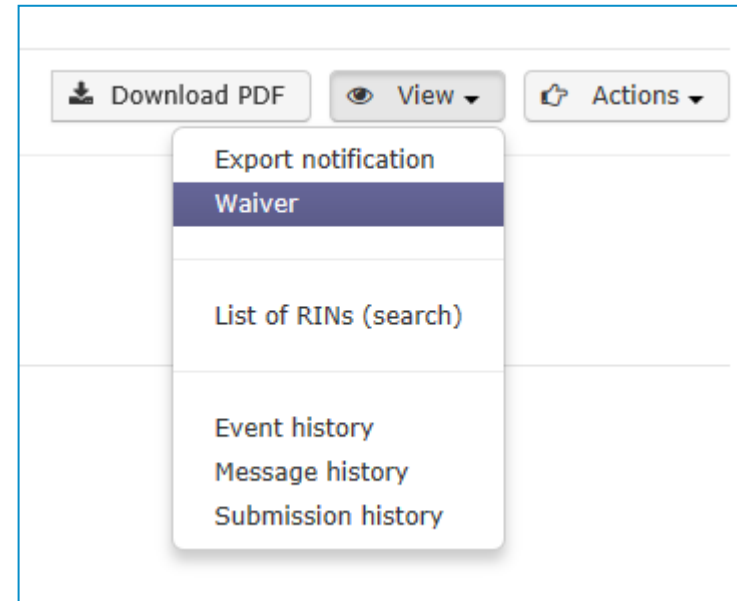 Download PDF View Actions
Export notification
Waiver
List of RINs (search)
Event history
Message history
Submission history